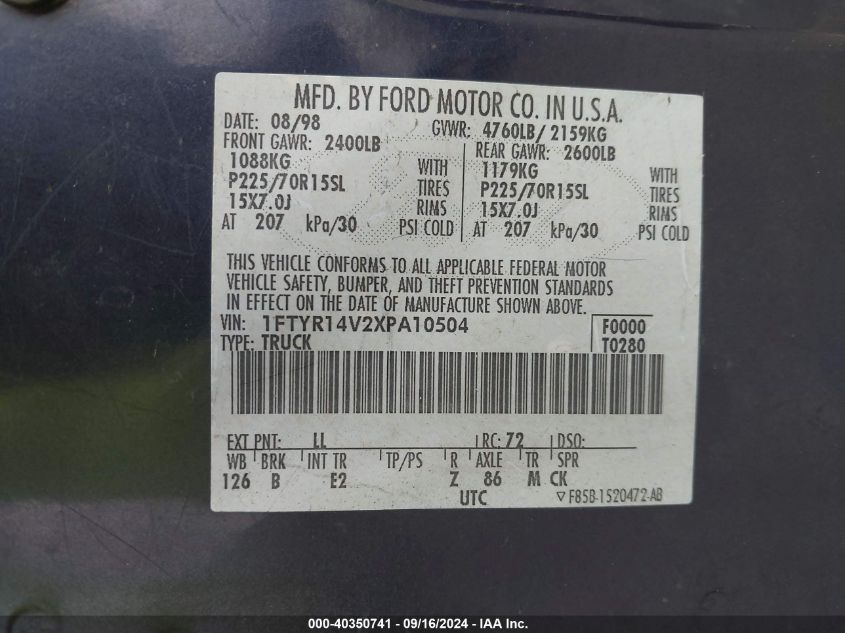 MFD. BY FORD MOTOR CO. IN U.S.A.
DATE: 08/98 GVWR: 4760LB/ 2159KG
FRONT GAWR: 2400LB REAR GAWR: 2600LB
1088KG WITH 1179KG WITH
P225/70R15SL TIRES P225/70R15SL TIRES
15X7.0J RIMS 15X7.0J RIMS
AT 207 kPa/30 PSI COLD AT 207 kPa/30 PSI COLD
THIS VEHICLE CONFORMS TO ALL APPLICABLE FEDERAL MOTOR
VEHICLE SAFETY, BUMPER, AND THEFT PREVENTION STANDARDS
IN EFFECT ON THE DATE OF MANUFACTURE SHOWN ABOVE.
VIN: 1FTYR14V2XPA10504 F0000
TYPE: TRUCK T0280
EXT PNT: LL RC: 72 DSO:
WB BRK INT TR TP/PS R AXLE TR SPR
126 B E2 Z 86 M CK
UTC ▽F85B-1520472-AB
000-40350741 - 09/16/2024 - IAA Inc.